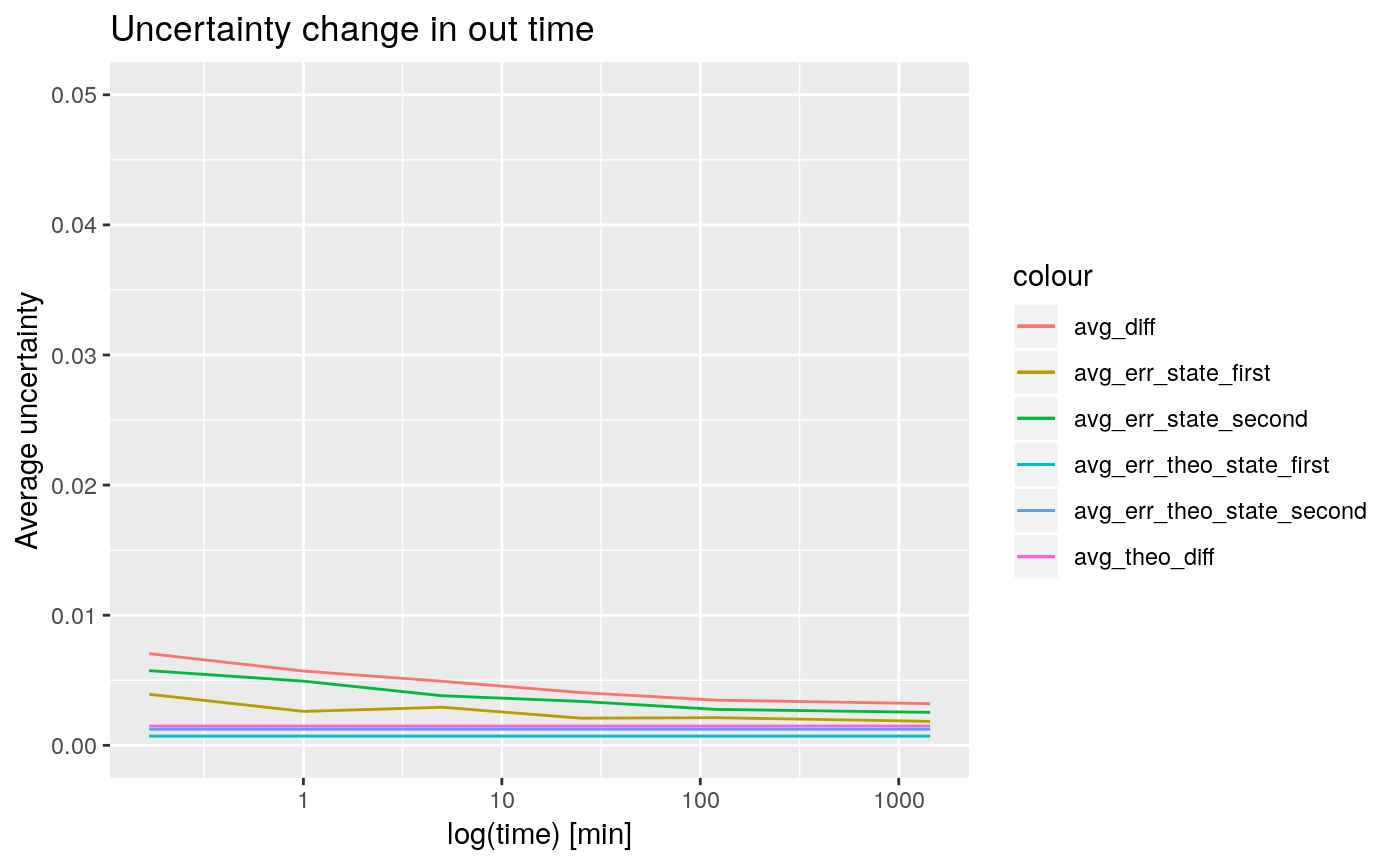 Uncertainty change in out time
Average uncertainty
0.05
0.04
0.03
0.02
0.01
0.00
1 10 100 1000
log(time) [min]
colour
avg_diff
avg_err_state_first
avg_err_state_second
avg_err_theo_state_first
avg_err_theo_state_second
avg_theo_diff